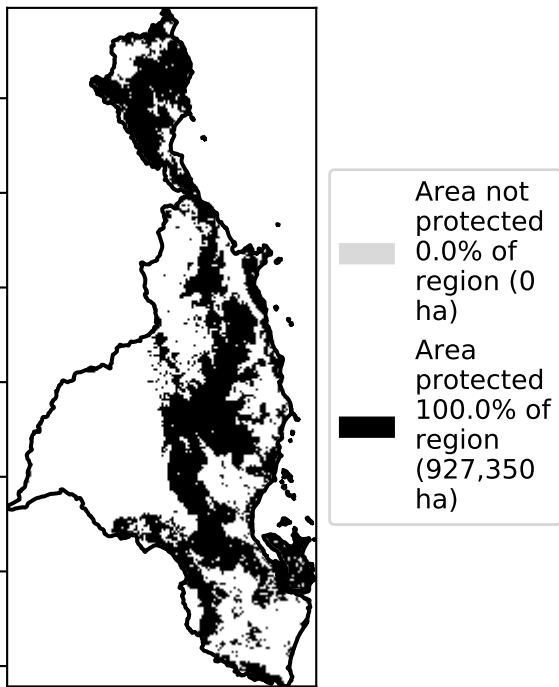 Area not
protected
0.0% of
region (0
ha)
Area
protected
100.0% of
region
(927,350
ha)